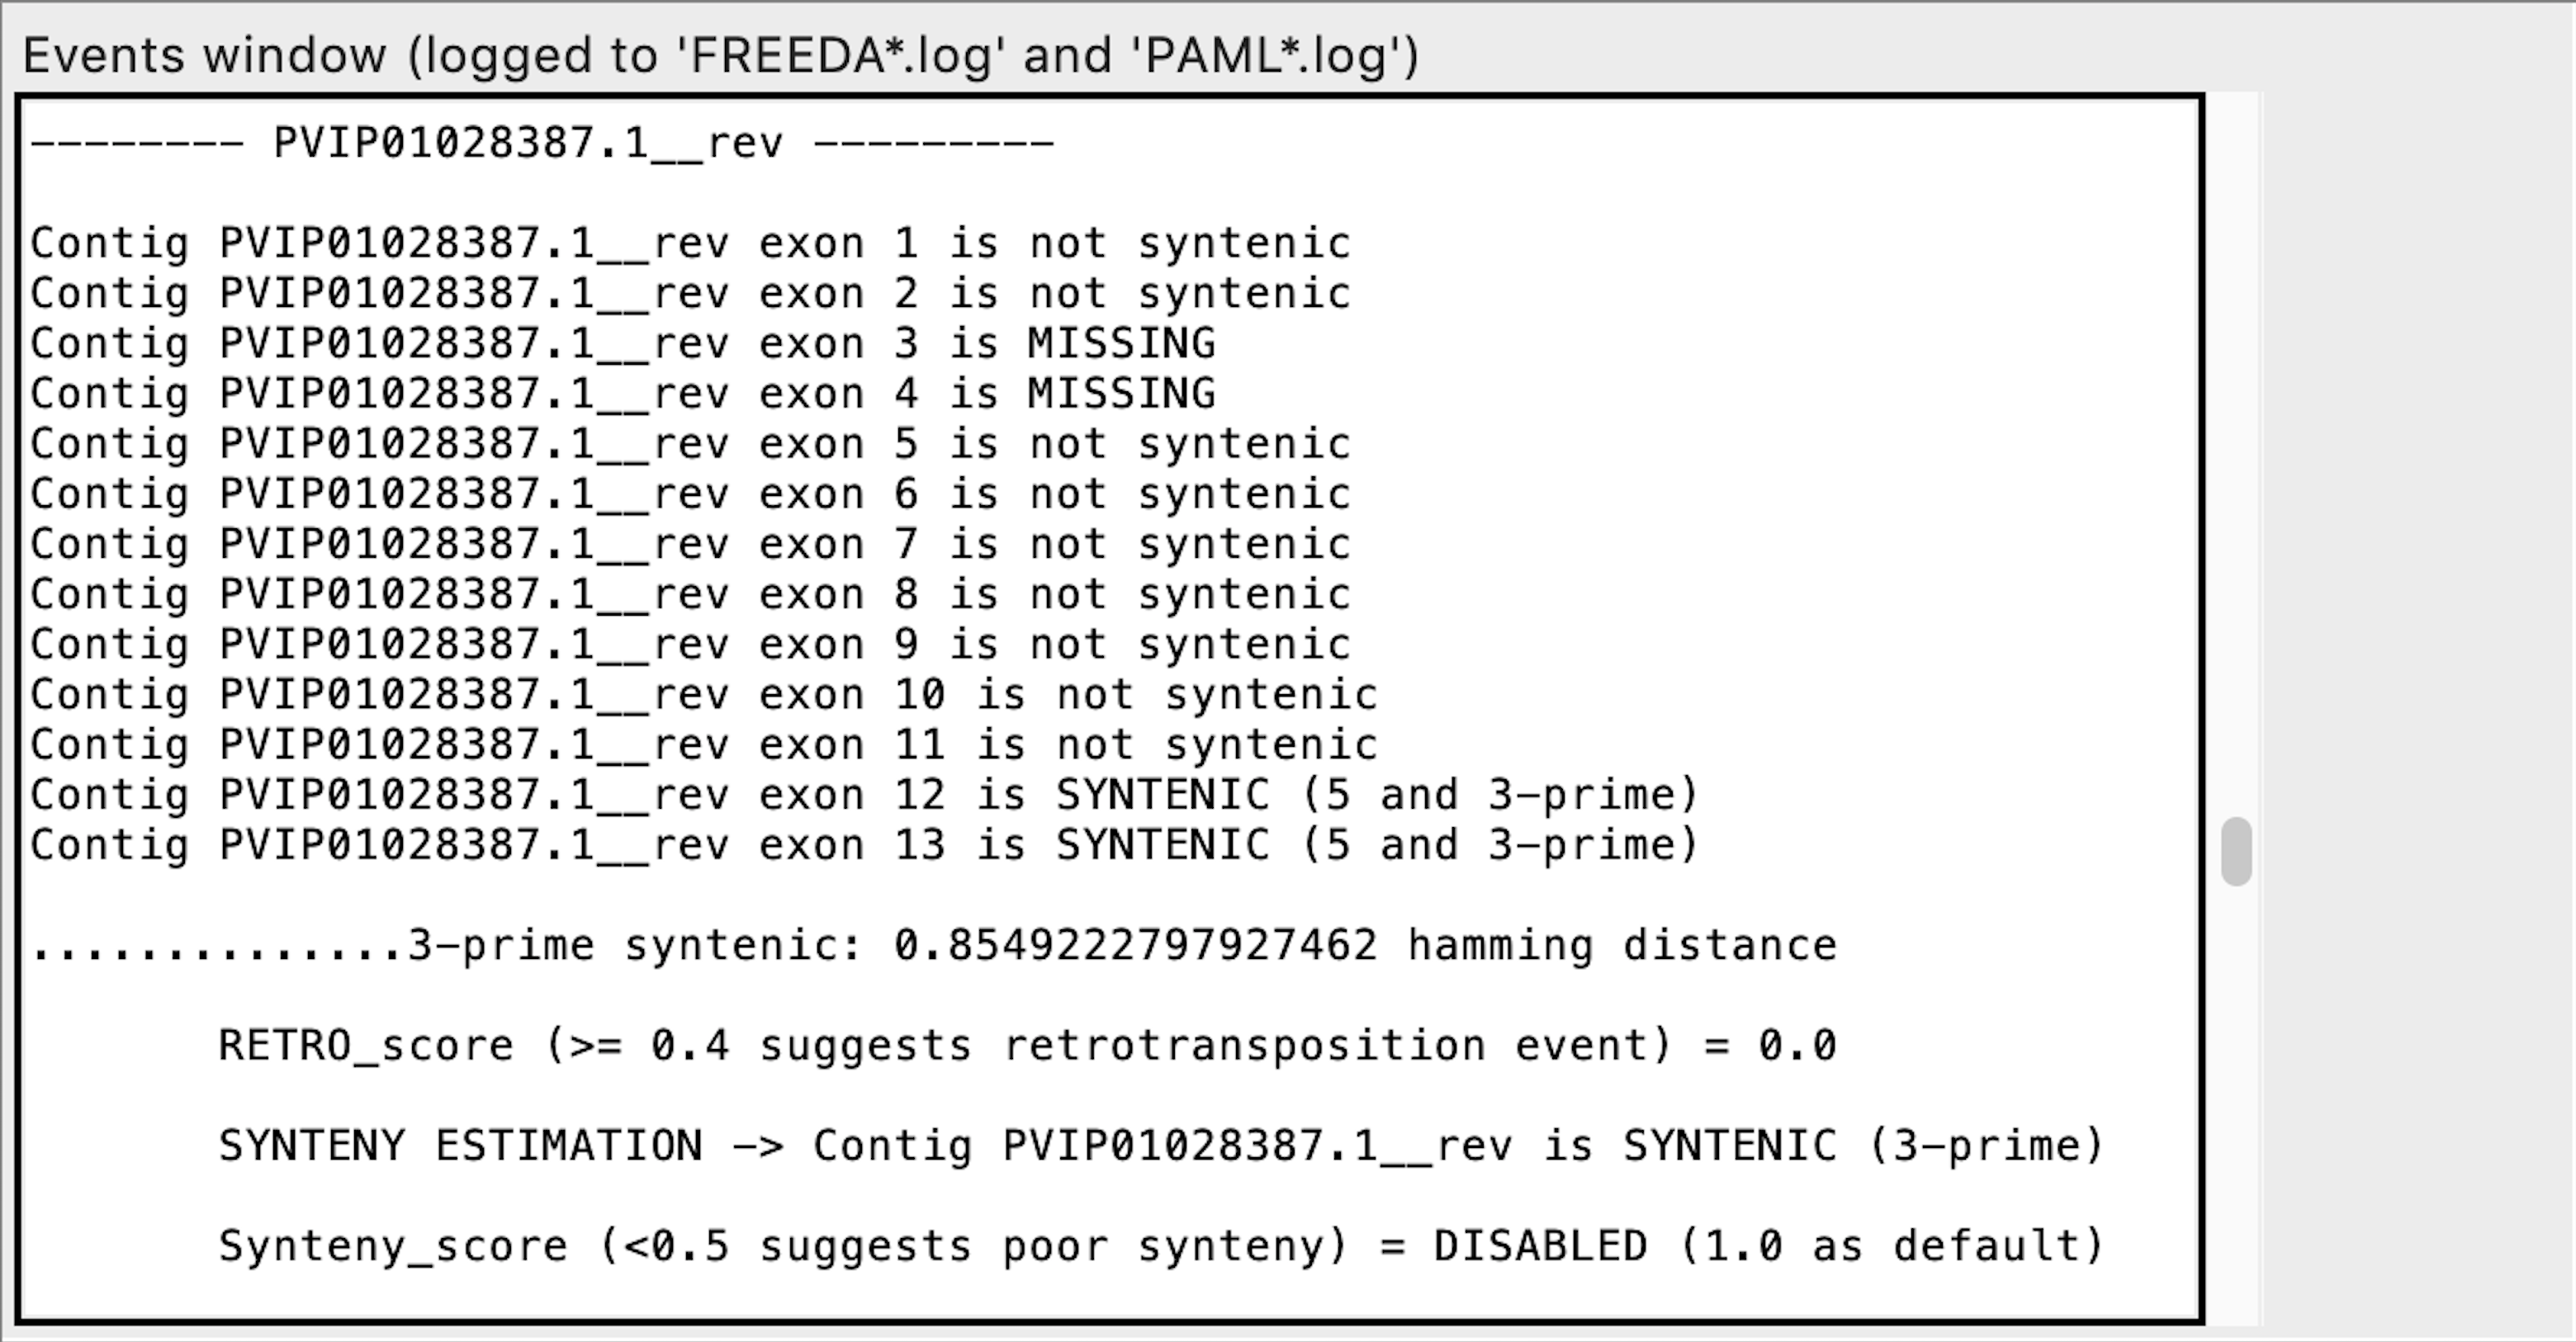 Events window (logged to 'FREEDA*.log' and 'PAML*.log')
-------- PVIP01028387.1__rev ---------
Contig PVIP01028387.1__rev exon 1 is not syntenic
Contig PVIP01028387.1__rev exon 2 is not syntenic
Contig PVIP01028387.1__rev exon 3 is MISSING
Contig PVIP01028387.1__rev exon 4 is MISSING
Contig PVIP01028387.1__rev exon 5 is not syntenic
Contig PVIP01028387.1__rev exon 6 is not syntenic
Contig PVIP01028387.1__rev exon 7 is not syntenic
Contig PVIP01028387.1__rev exon 8 is not syntenic
Contig PVIP01028387.1__rev exon 9 is not syntenic
Contig PVIP01028387.1__rev exon 10 is not syntenic
Contig PVIP01028387.1__rev exon 11 is not syntenic
Contig PVIP01028387.1__rev exon 12 is SYNTENIC (5 and 3-prime)
Contig PVIP01028387.1__rev exon 13 is SYNTENIC (5 and 3-prime)
..............3-prime syntenic: 0.8549222797927462 hamming distance
RETRO_score (>= 0.4 suggests retrotransposition event) = 0.0
SYNTENY ESTIMATION -> Contig PVIP01028387.1__rev is SYNTENIC (3-prime)
Synteny_score (<0.5 suggests poor synteny) = DISABLED (1.0 as default)